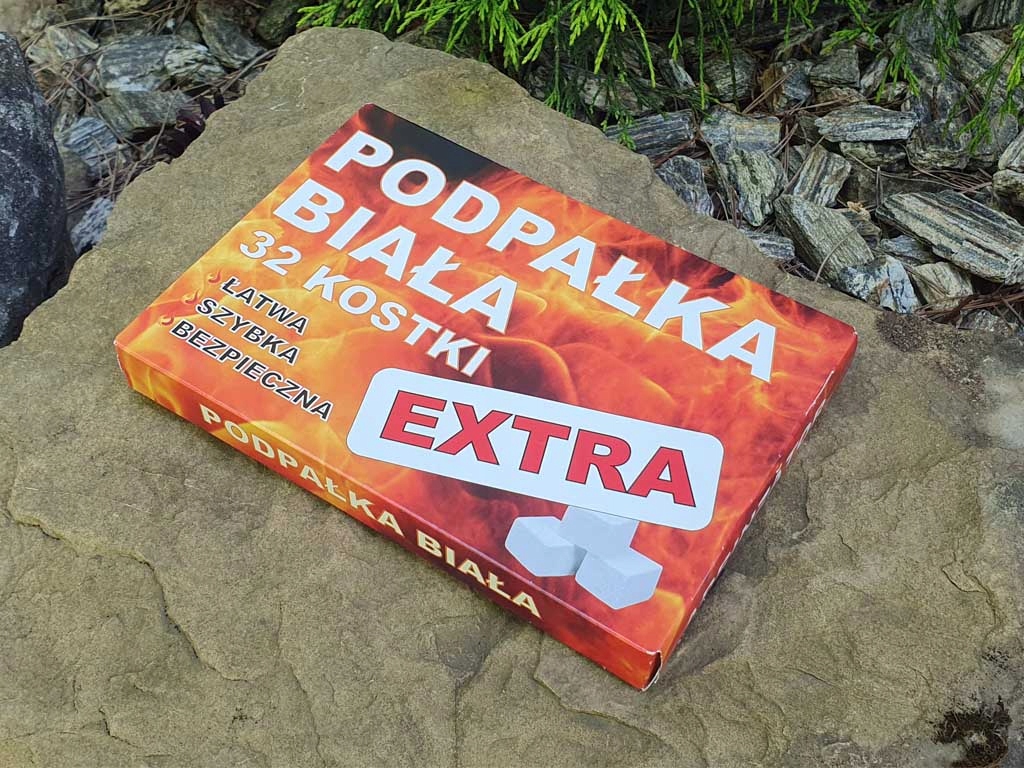 PODPAŁKA
BIAŁA
32 KOSTKI
ŁATWA
SZYBKA
BEZPIECZNA
EXTRA
PODPAŁKA BIAŁA